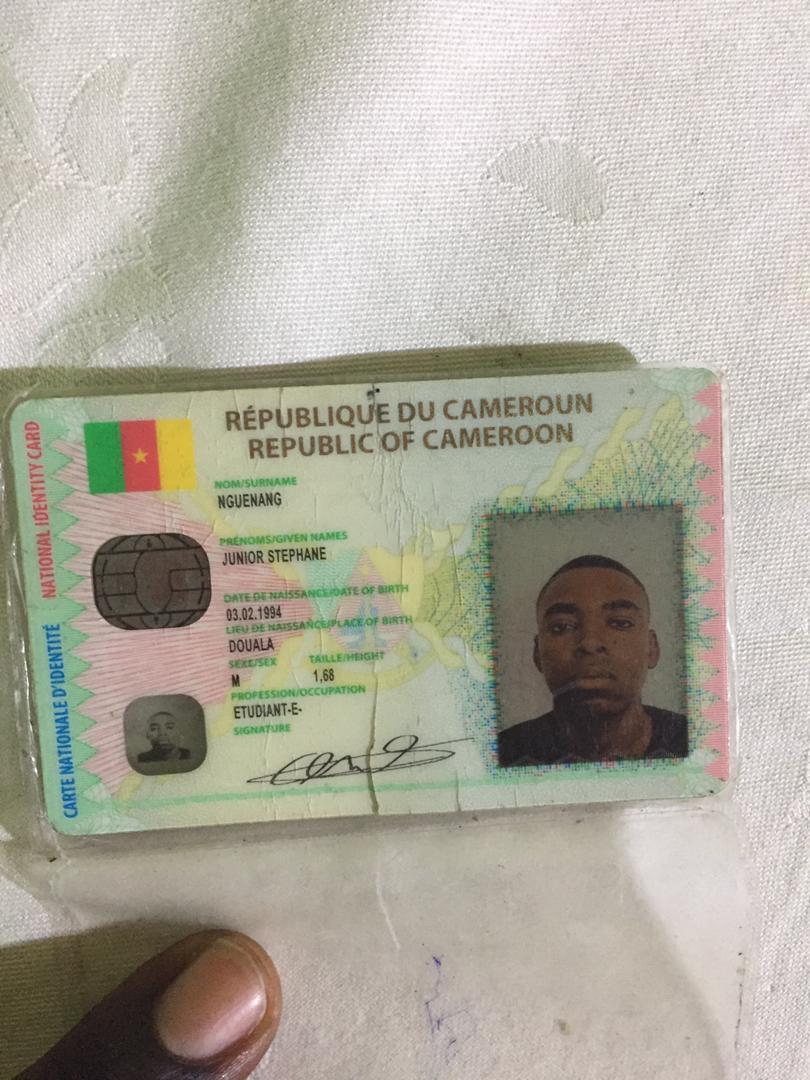 RÉPUBLIQUE DU CAMEROUN
REPUBLIC OF CAMEROON
NATIONAL IDENTITY CARD
CARTE NATIONALE D'IDENTITÉ
NOM/SURNAME
NGUENANG
PRÉNOMS/GIVEN NAMES
JUNIOR STEPHANE
DATE DE NAISSANCE/DATE OF BIRTH
03.02.1994
LIEU DE NAISSANCE/PLACE OF BIRTH
DOUALA
SEXE/SEX TAILLE/HEIGHT
M 1,68
PROFESSION/OCCUPATION
ETUDIANT-E-
SIGNATURE